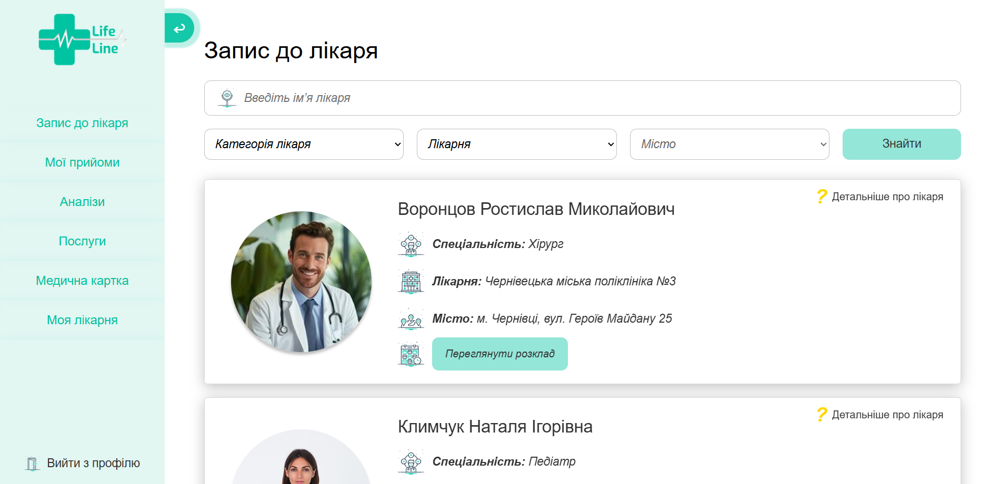 Life
Line
Запис до лікаря
Мої прийоми
Аналізи
Послуги
Медична картка
Моя лікарня
Вийти з профілю
Запис до лікаря
Введіть ім’я лікаря
Категорія лікаря
Лікарня
Місто
Знайти
? Детальніше про лікаря
Воронцов Ростислав Миколайович
Спеціальність: Хірург
Лікарня: Чернівецька міська поліклініка №3
Місто: м. Чернівці, вул. Героїв Майдану 25
Переглянути розклад
? Детальніше про лікаря
Климчук Наталя Ігорівна
Спеціальність: Педіатр